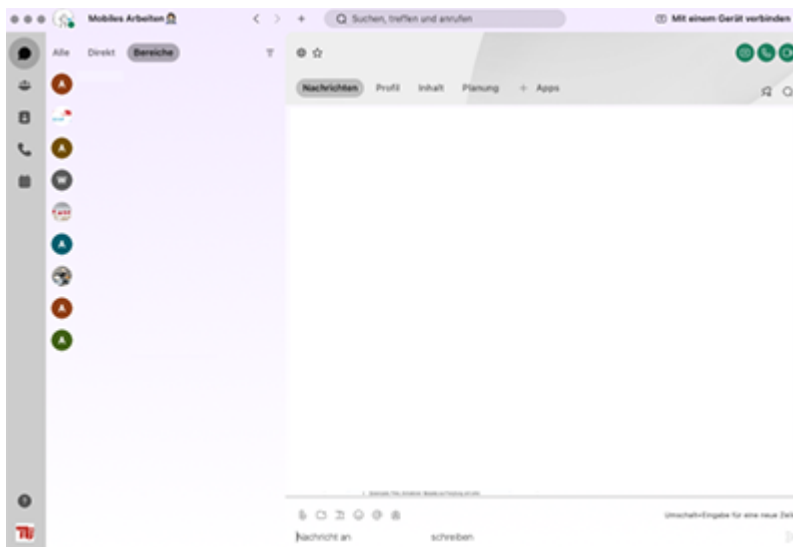 Mobiles Arbeiten
Suchen, treffen und anrufen
Mit einem Gerät verbinden
Alle Direkt Bereiche
Nachrichten Profil Inhalt Planung + Apps
A
A
W
A
A
A
Umschalt+Eingabe für eine neue Zeile
Nachricht an schreiben